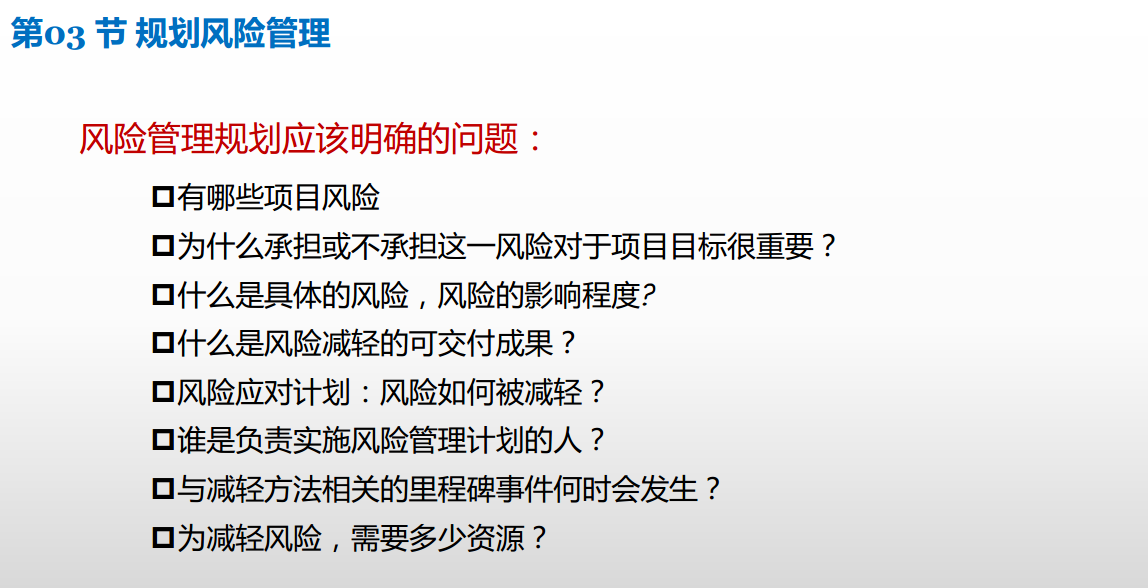 第03 节 规划风险管理
风险管理规划应该明确的问题：
有哪些项目风险
为什么承担或不承担这一风险对于项目目标很重要？
什么是具体的风险，风险的影响程度?
什么是风险减轻的可交付成果？
风险应对计划：风险如何被减轻？
谁是负责实施风险管理计划的人？
与减轻方法相关的里程碑事件何时会发生？
为减轻风险，需要多少资源？